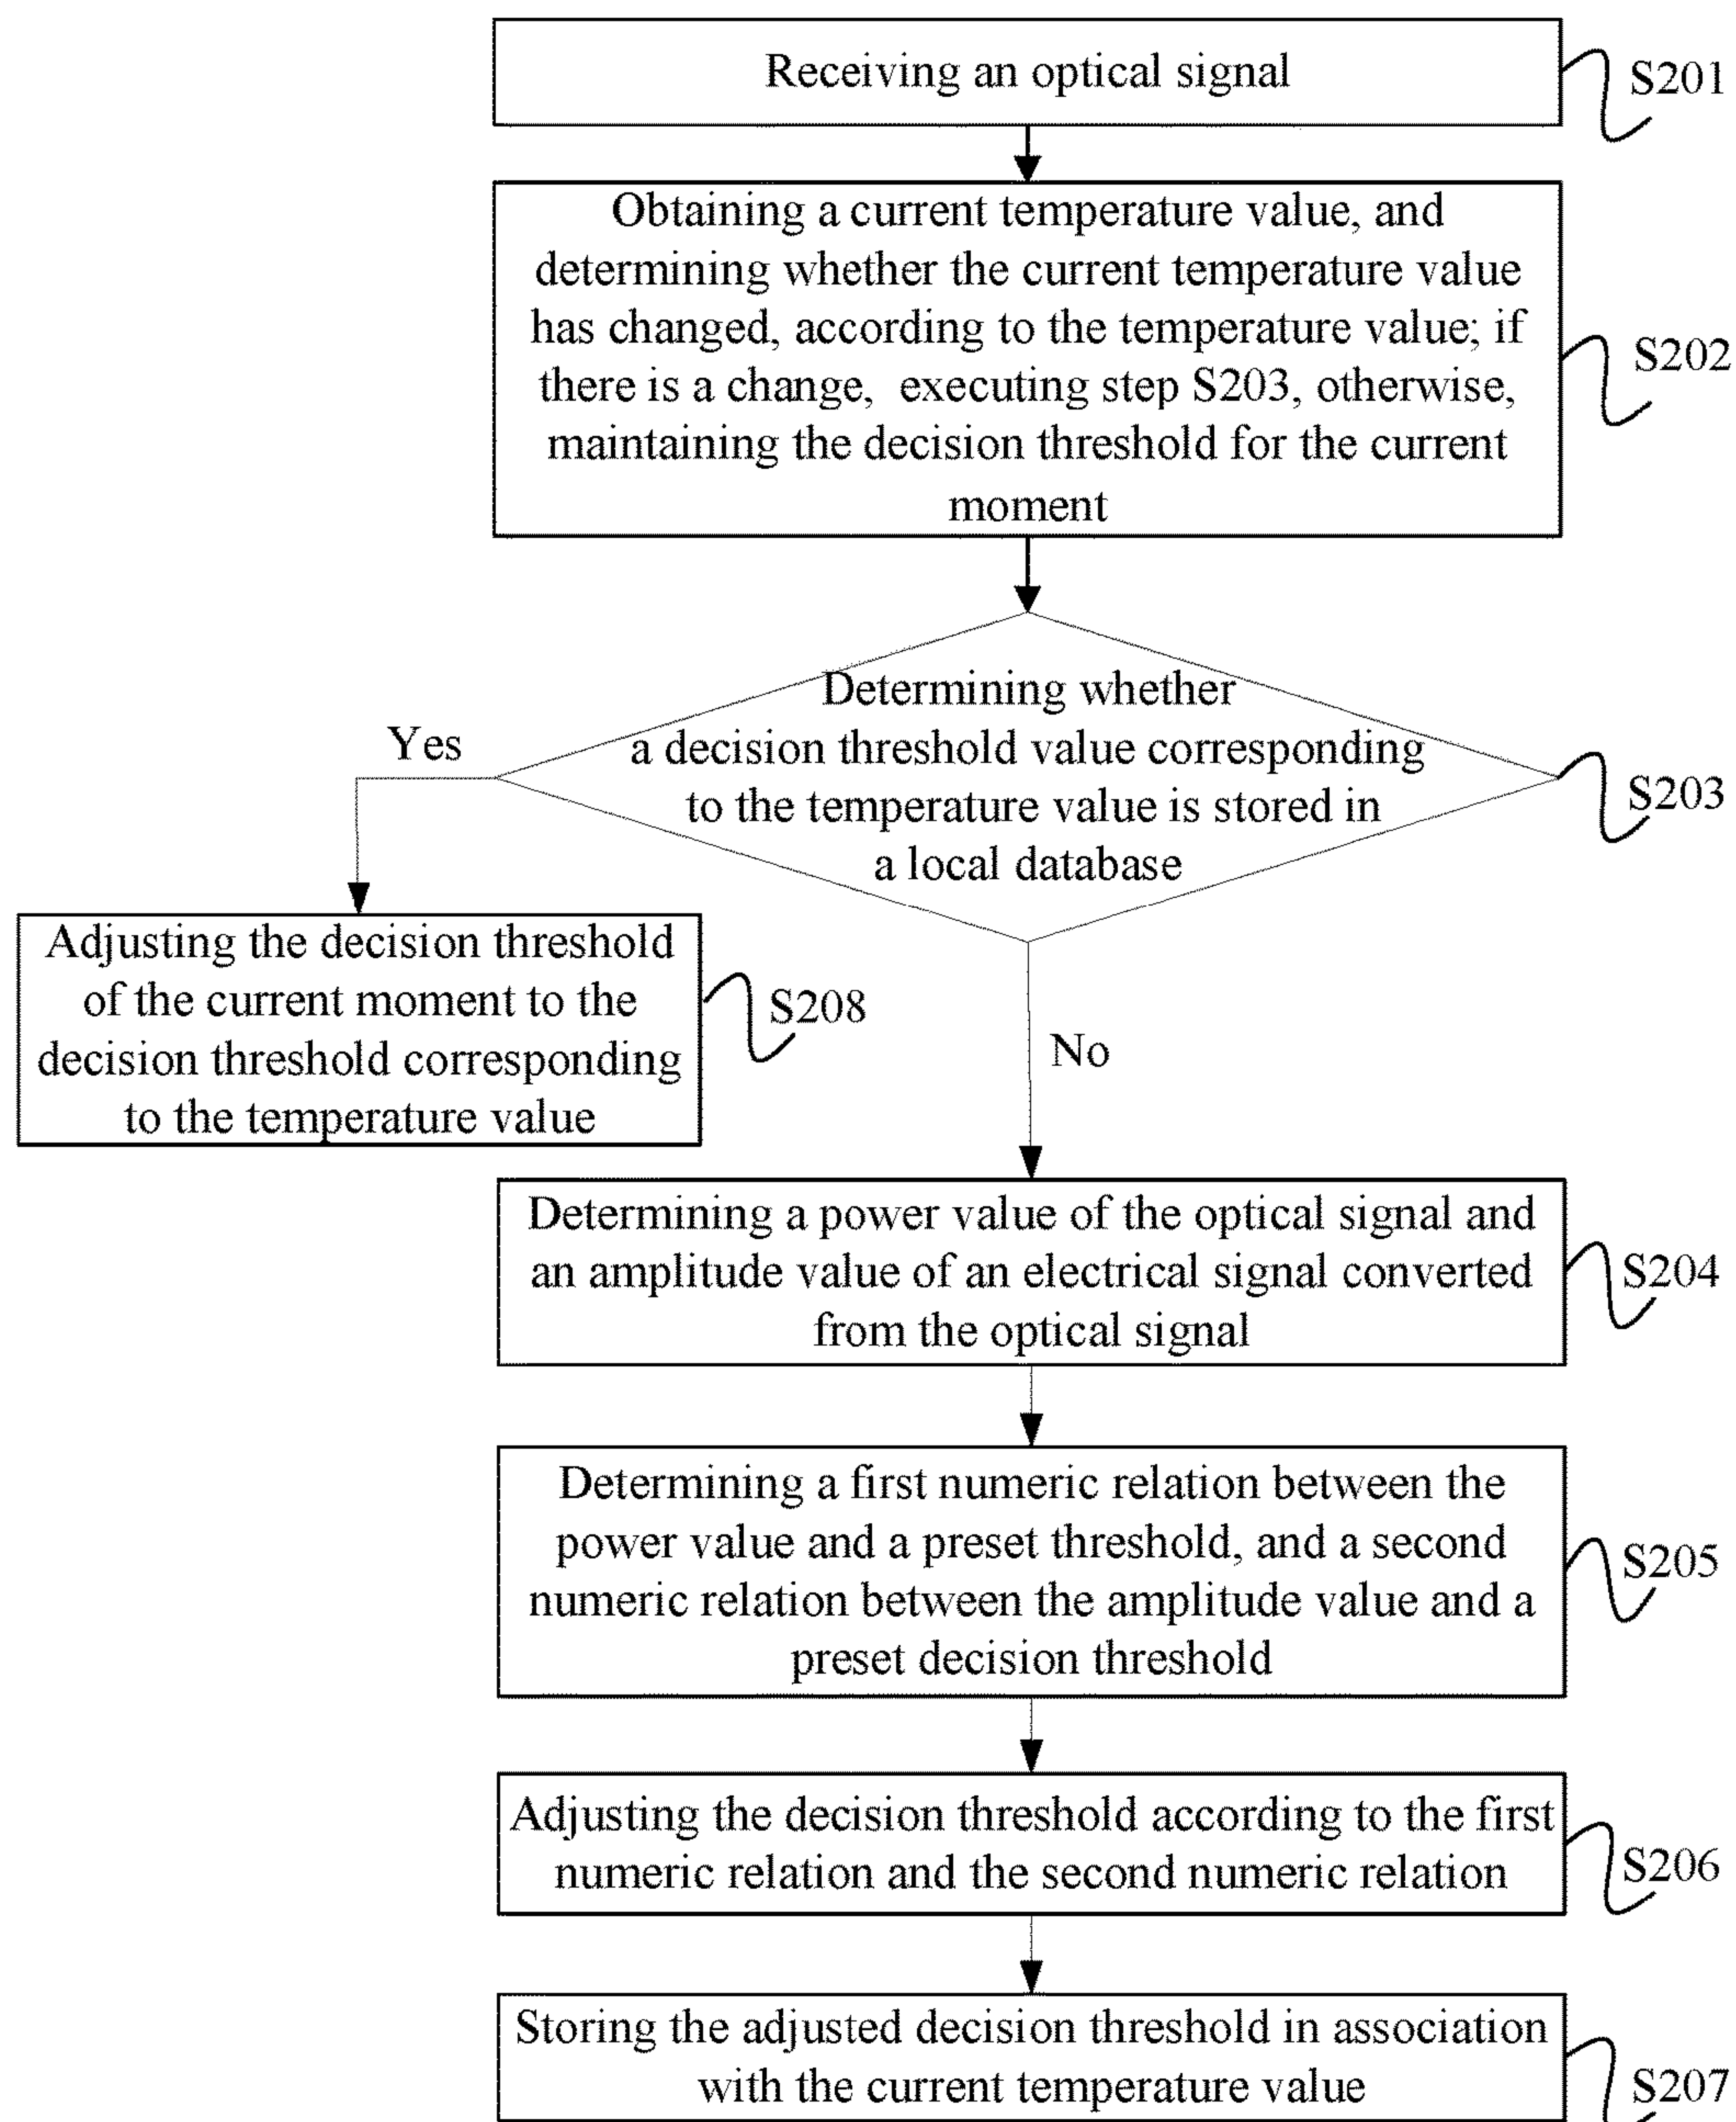 Receiving an optical signal
S201
Obtaining a current temperature value, and
determining whether the current temperature value
has changed, according to the temperature value; if
there is a change, executing step S203, otherwise,
maintaining the decision threshold for the current
moment
S202
Determining whether
a decision threshold value corresponding
to the temperature value is stored in
a local database
S203
Yes
Adjusting the decision threshold
of the current moment to the
decision threshold corresponding
to the temperature value
S208
No
Determining a power value of the optical signal and
an amplitude value of an electrical signal converted
from the optical signal
S204
Determining a first numeric relation between the
power value and a preset threshold, and a second
numeric relation between the amplitude value and a
preset decision threshold
S205
Adjusting the decision threshold according to the first
numeric relation and the second numeric relation
S206
Storing the adjusted decision threshold in association
with the current temperature value
S207